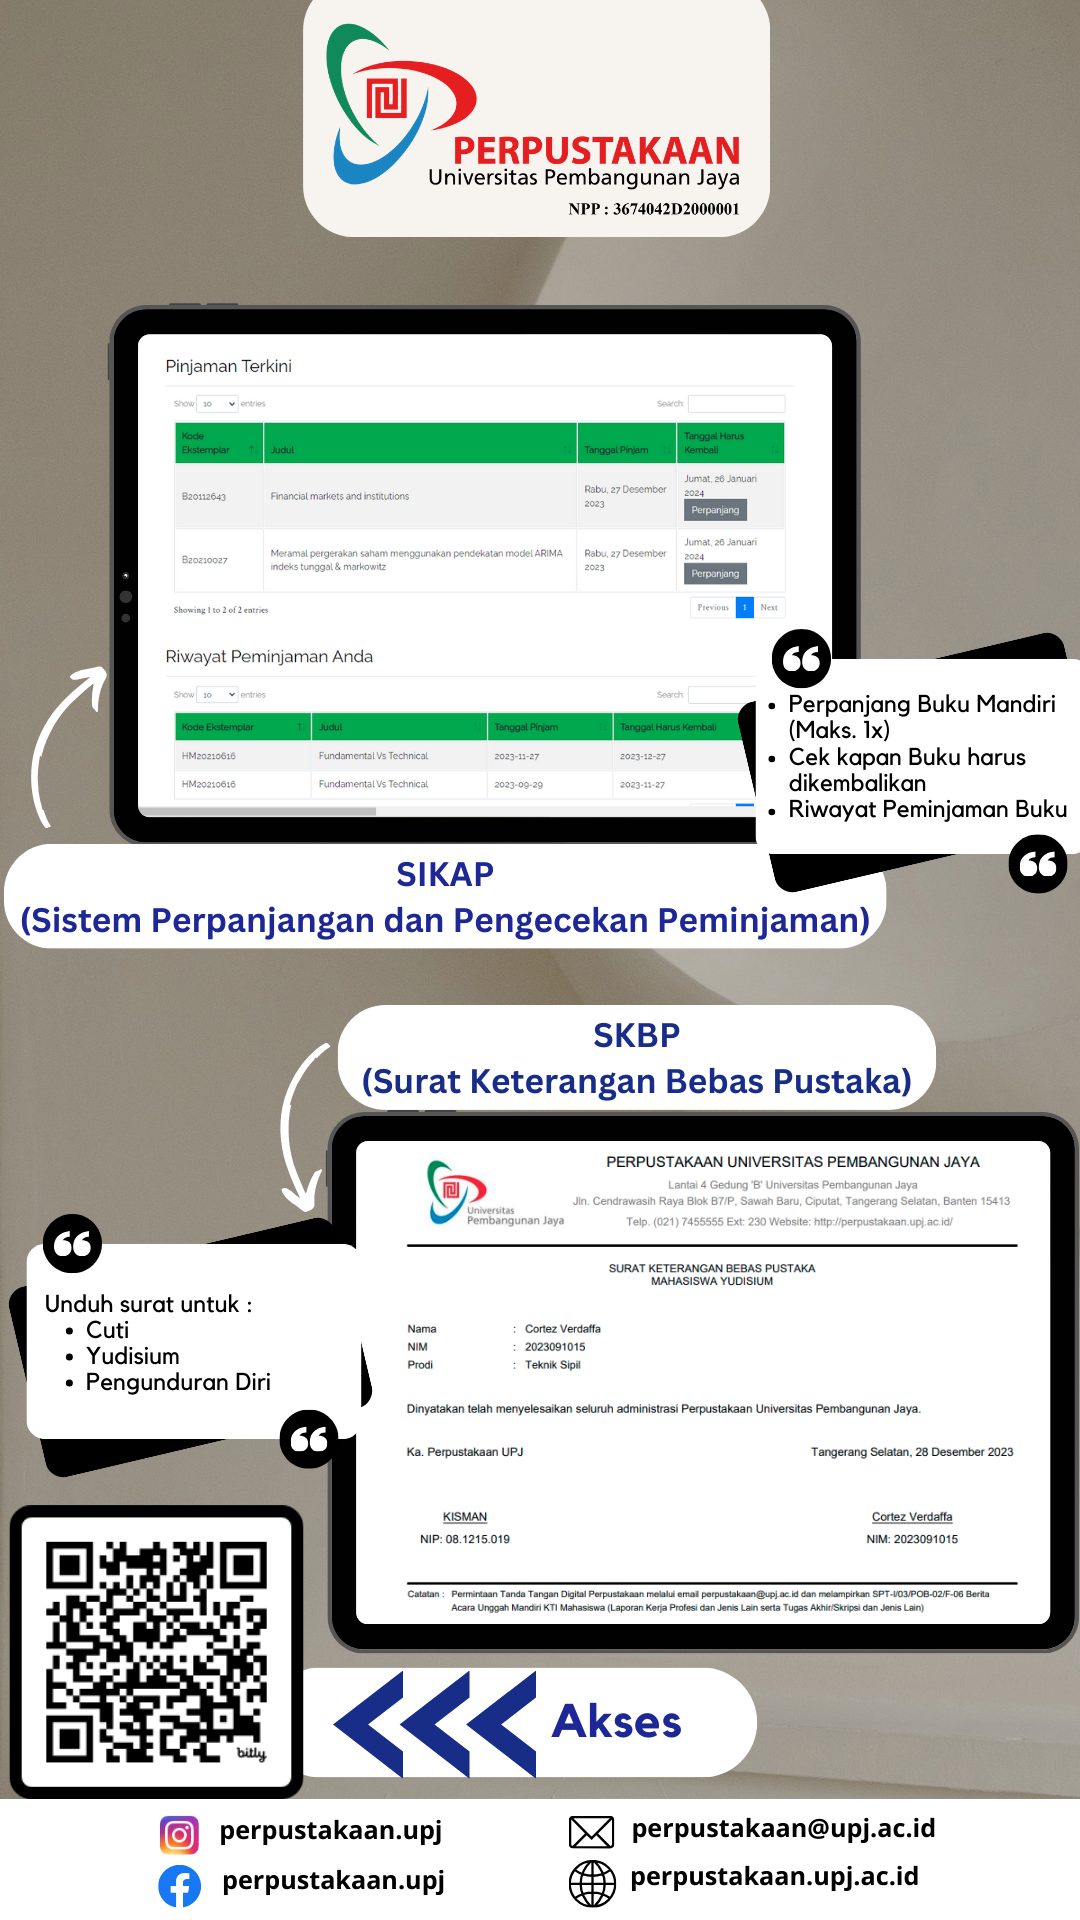 PERPUSTAKAAN
Universitas Pembangunan Jaya
NPP : 3674042D2000001
Pinjaman Terkini
Show 10 entries
Search:
Kode Eksternplar
Judul
Tanggal Pinjam
Tanggal Harus Kembali
B20112643
Financial markets and institutions
Rabu, 27 Desember 2023
Jumat, 26 Januari 2024
Perpanjang
B20210027
Meramal pergerakan saham menggunakan pendekatan model ARIMA
indeks tunggal & markowitz
Rabu, 27 Desember 2023
Jumat, 26 Januari 2024
Perpanjang
Showing 1 to 2 of 2 entries
Previous 1 Next
Riwayat Peminjaman Anda
Show 10 entries
Search:
Kode Ekstemplar
Judul
Tanggal Pinjam
Tanggal Harus Kembali
HM20210616
Fundamental Vs Technical
2023-11-27
2023-12-27
HM20210616
Fundamental Vs Technical
2023-09-29
2023-11-27
Perpanjang Buku Mandiri
(Maks. 1x)
Cek kapan Buku harus
dikembalikan
Riwayat Peminjaman Buku
SIKAP
(Sistem Perpanjangan dan Pengecekan Peminjaman)
SKBP
(Surat Keterangan Bebas Pustaka)
Universitas
Pembangunan Jaya
PERPUSTAKAAN UNIVERSITAS PEMBANGUNAN JAYA
Lantai 4 Gedung 'B' Universitas Pembangunan Jaya
Jln. Cendrawasih Raya Blok B7/P, Sawah Baru, Ciputat, Tangerang Selatan, Banten 15413
Telp. (021) 7455555 Ext: 230 Website: http://perpustakaan.upj.ac.id/
SURAT KETERANGAN BEBAS PUSTAKA
MAHASISWA YUDISIUM
Nama : Cortez Verdaffa
NIM : 2023091015
Prodi : Teknik Sipil
Dinyatakan telah menyelesaikan seluruh administrasi Perpustakaan Universitas Pembangunan Jaya.
Ka. Perpustakaan UPJ
Tangerang Selatan, 28 Desember 2023
KISMAN
NIP: 08.1215.019
Cortez Verdaffa
NIM: 2023091015
Catatan : Permintaan Tanda Tangan Digital Perpustakaan melalui email perpustakaan@upj.ac.id dan melampirkan SPT-I/03/POB-02/F-06 Berita
Acara Unggah Mandiri KTI Mahasiswa (Laporan Kerja Profesi dan Jenis Lain serta Tugas Akhir/Skripsi dan Jenis Lain)
Unduh surat untuk :
Cuti
Yudisium
Pengunduran Diri
bitly
Akses
perpustakaan.upj
perpustakaan.upj
perpustakaan@upj.ac.id
perpustakaan.upj.ac.id